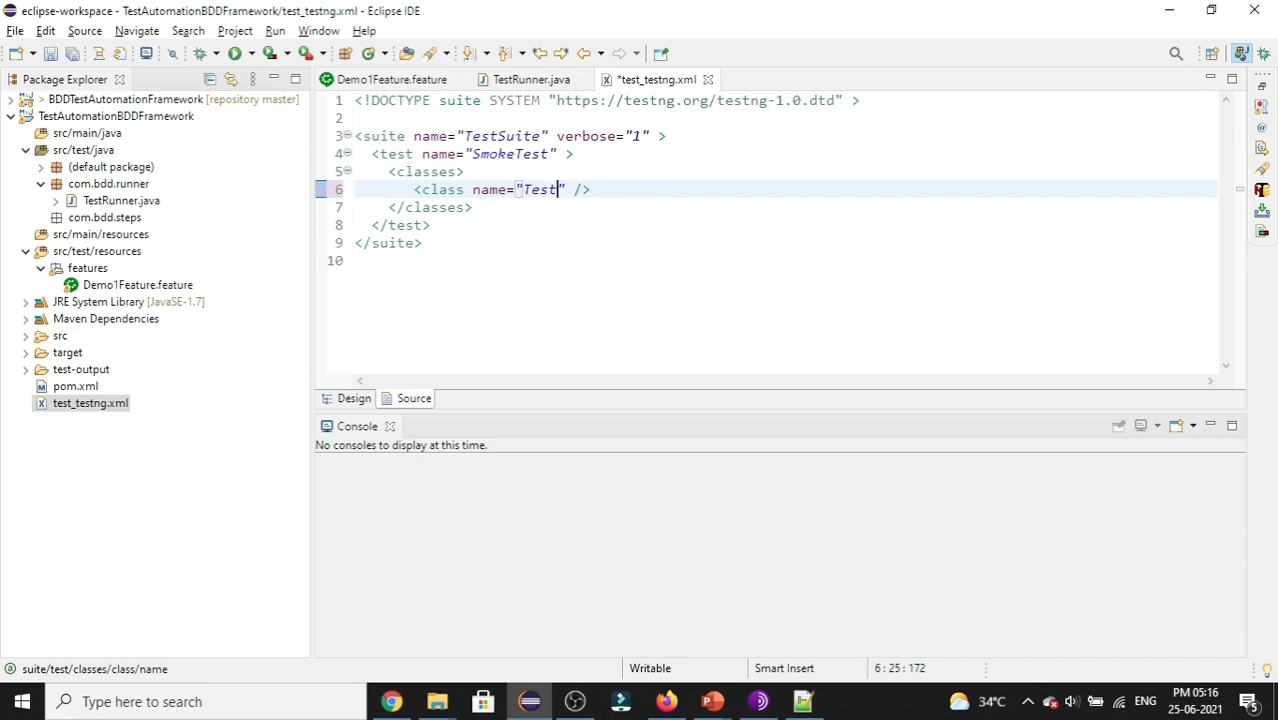 eclipse-workspace - TestAutomationBDDFramework/test_testng.xml - Eclipse IDE
File Edit Source Navigate Search Project Run Window Help
Package Explorer
Demo1Feature.feature TestRunner.java *test_testng.xml
> BDDTestAutomationFramework [repository master]
TestAutomationBDDFramework
src/main/java
src/test/java
(default package)
com.bdd.runner
TestRunner.java
com.bdd.steps
src/main/resources
src/test/resources
features
Demo1Feature.feature
JRE System Library [JavaSE-1.7]
Maven Dependencies
src
target
test-output
pom.xml
test_testng.xml
1 <!DOCTYPE suite SYSTEM "https://testng.org/testng-1.0.dtd" >
2
3 <suite name="TestSuite" verbose="1" >
4 <test name="SmokeTest" >
5 <classes>
6 <class name="Test" />
7 </classes>
8 </test>
9 </suite>
10
Design Source
Console
No consoles to display at this time.
suite/test/classes/class/name Writable Smart Insert 6 : 25 : 172
Type here to search
34°C ENG
PM 05:16
25-06-2021
5